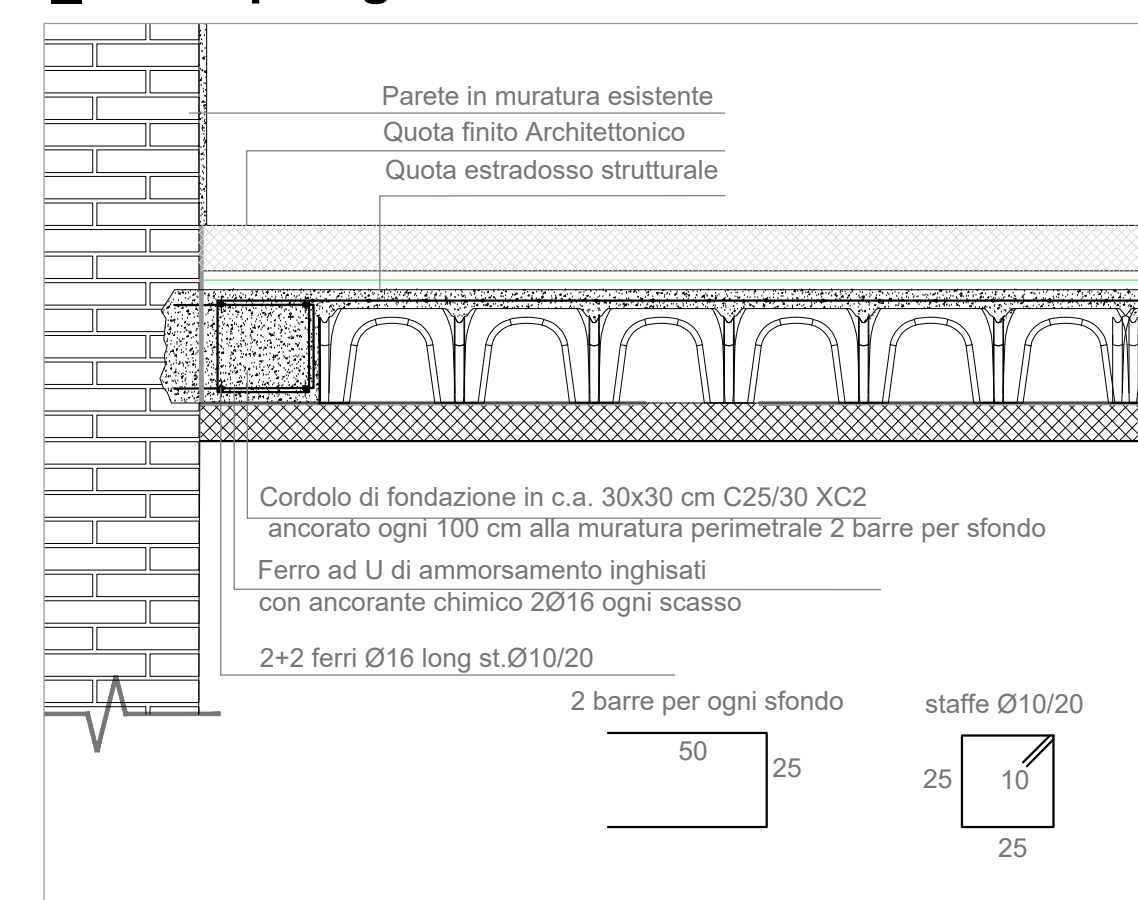 Parete in muratura esistente
Quota finito Architettonico
Quota estradosso strutturale
Cordolo di fondazione in c.a. 30x30 cm C25/30 XC2
ancorato ogni 100 cm alla muratura perimetrale 2 barre per sfondo
Ferro ad U di ammorsamento inghisati
con ancorante chimico 2Ø16 ogni scasso
2+2 ferri Ø16 long st.Ø10/20
2 barre per ogni sfondo
50
25
staffe Ø10/20
25
10
25